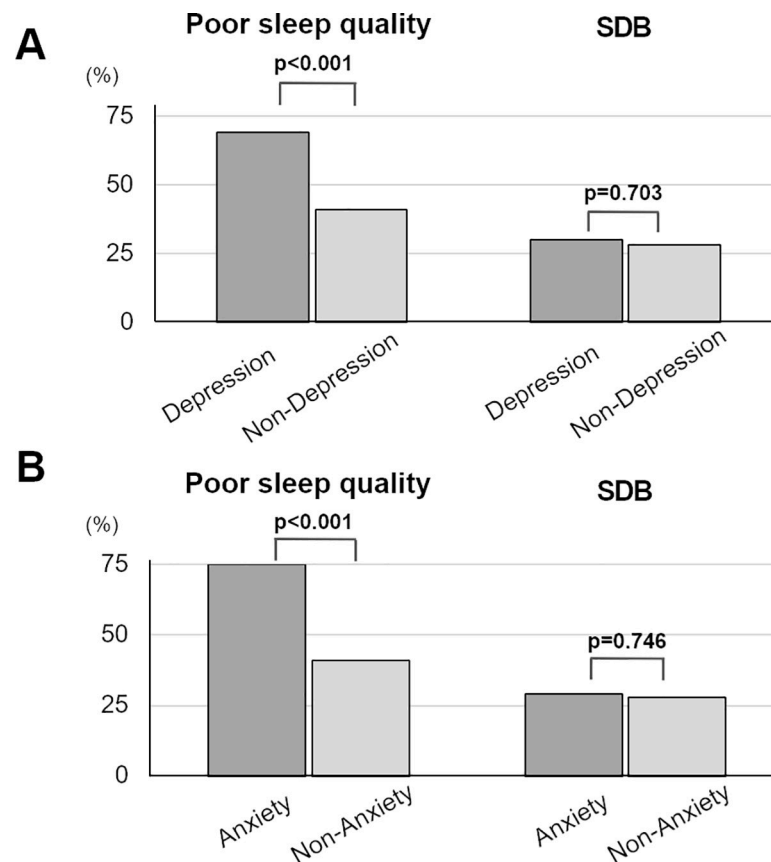 A
Poor sleep quality
SDB
(%)
p<0.001
75
50
p=0.703
25
0
Depression
Non-Depression
Depression
Non-Depression
B
Poor sleep quality
SDB
(%)
p<0.001
75
50
p=0.746
25
0
Anxiety
Non-Anxiety
Anxiety
Non-Anxiety